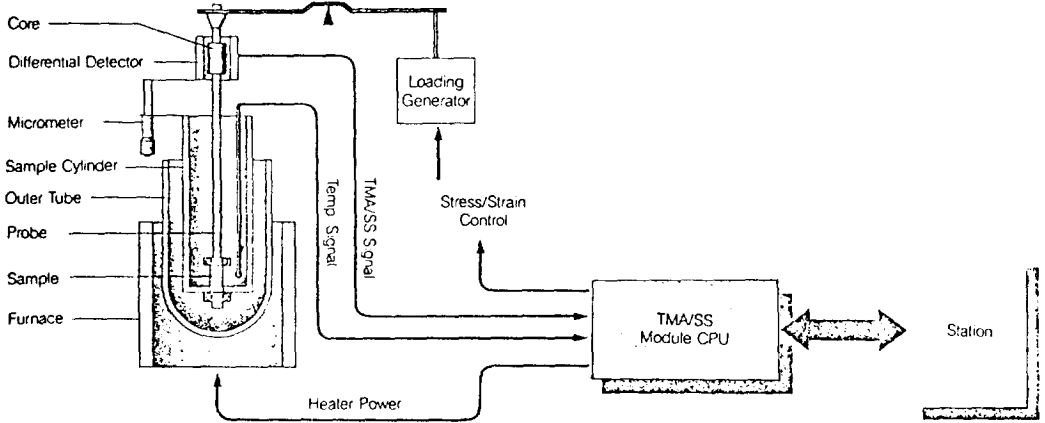 Core
Differential Detector
Micrometer
Sample Cylinder
Outer Tube
Probe
Sample
Furnace
Loading
Generator
Stress/Strain
Control
Temp Signal
TMA/SS Signal
TMA/SS
Module CPU
Station
Heater Power